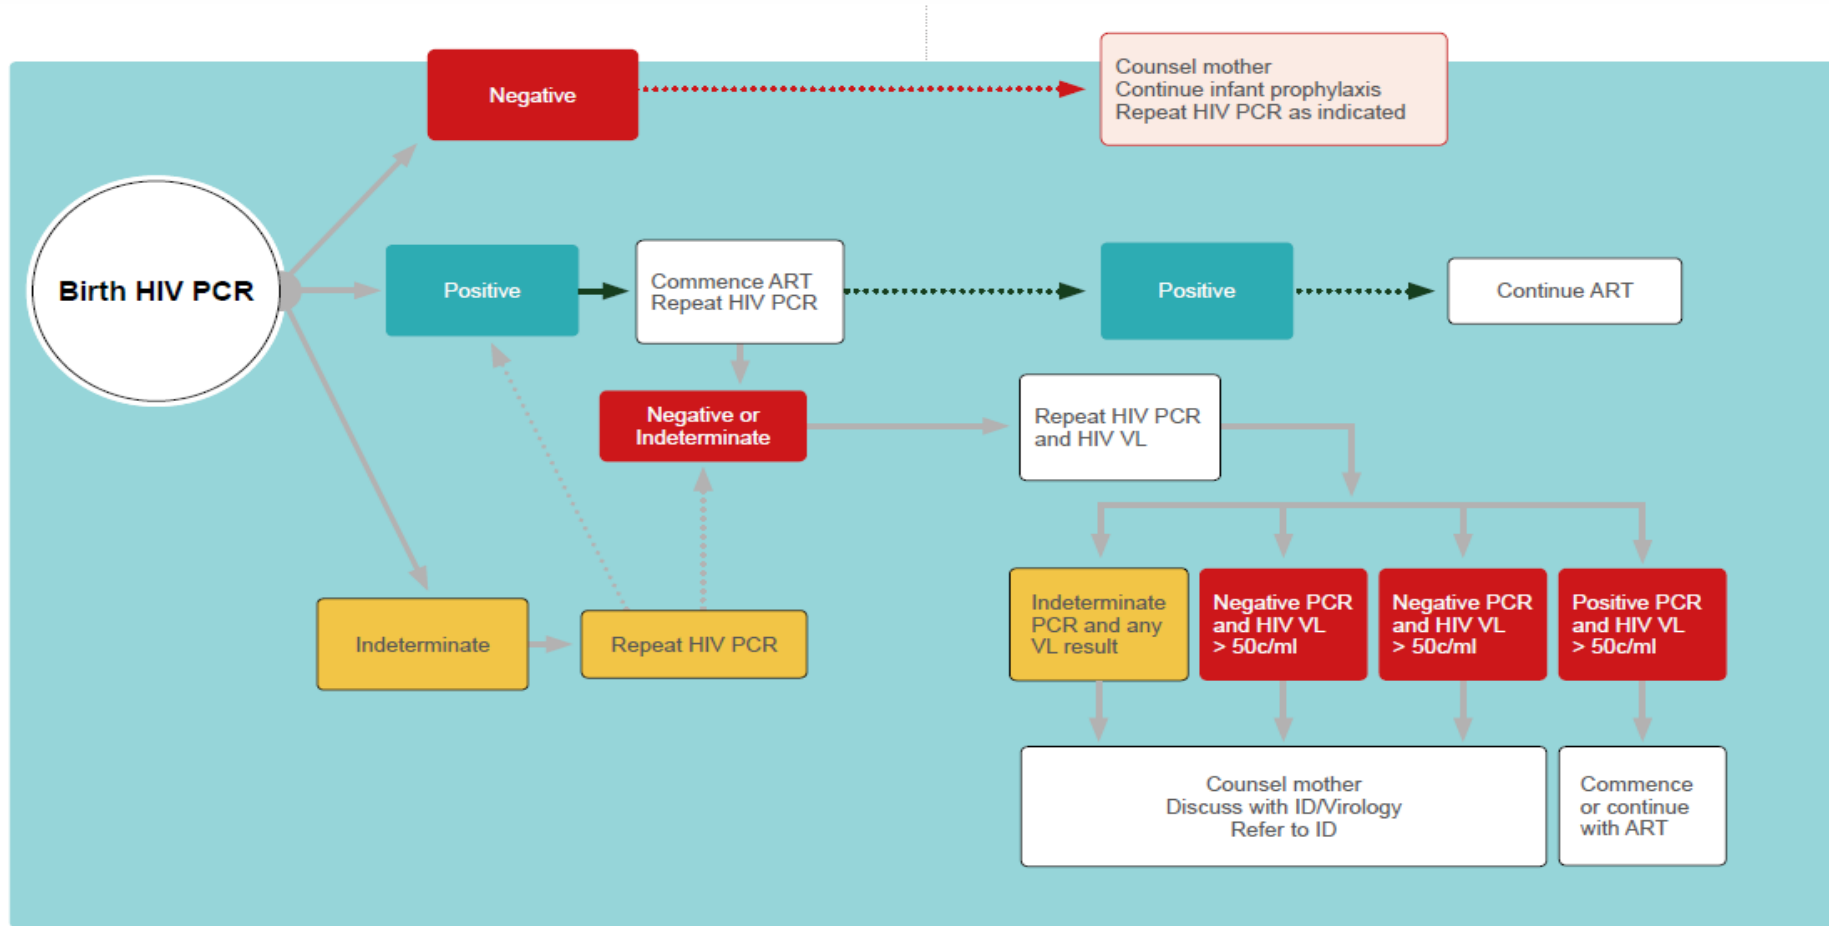 Negative
Counsel mother
Continue infant prophylaxis
Repeat HIV PCR as indicated
Birth HIV PCR
Positive
Commence ART
Repeat HIV PCR
Positive
Continue ART
Negative or
Indeterminate
Repeat HIV PCR
and HIV VL
Indeterminate
Repeat HIV PCR
Indeterminate
PCR and any
VL result
Negative PCR
and HIV VL
> 50c/ml
Negative PCR
and HIV VL
> 50c/ml
Positive PCR
and HIV VL
> 50c/ml
Counsel mother
Discuss with ID/Virology
Refer to ID
Commence
or continue
with ART